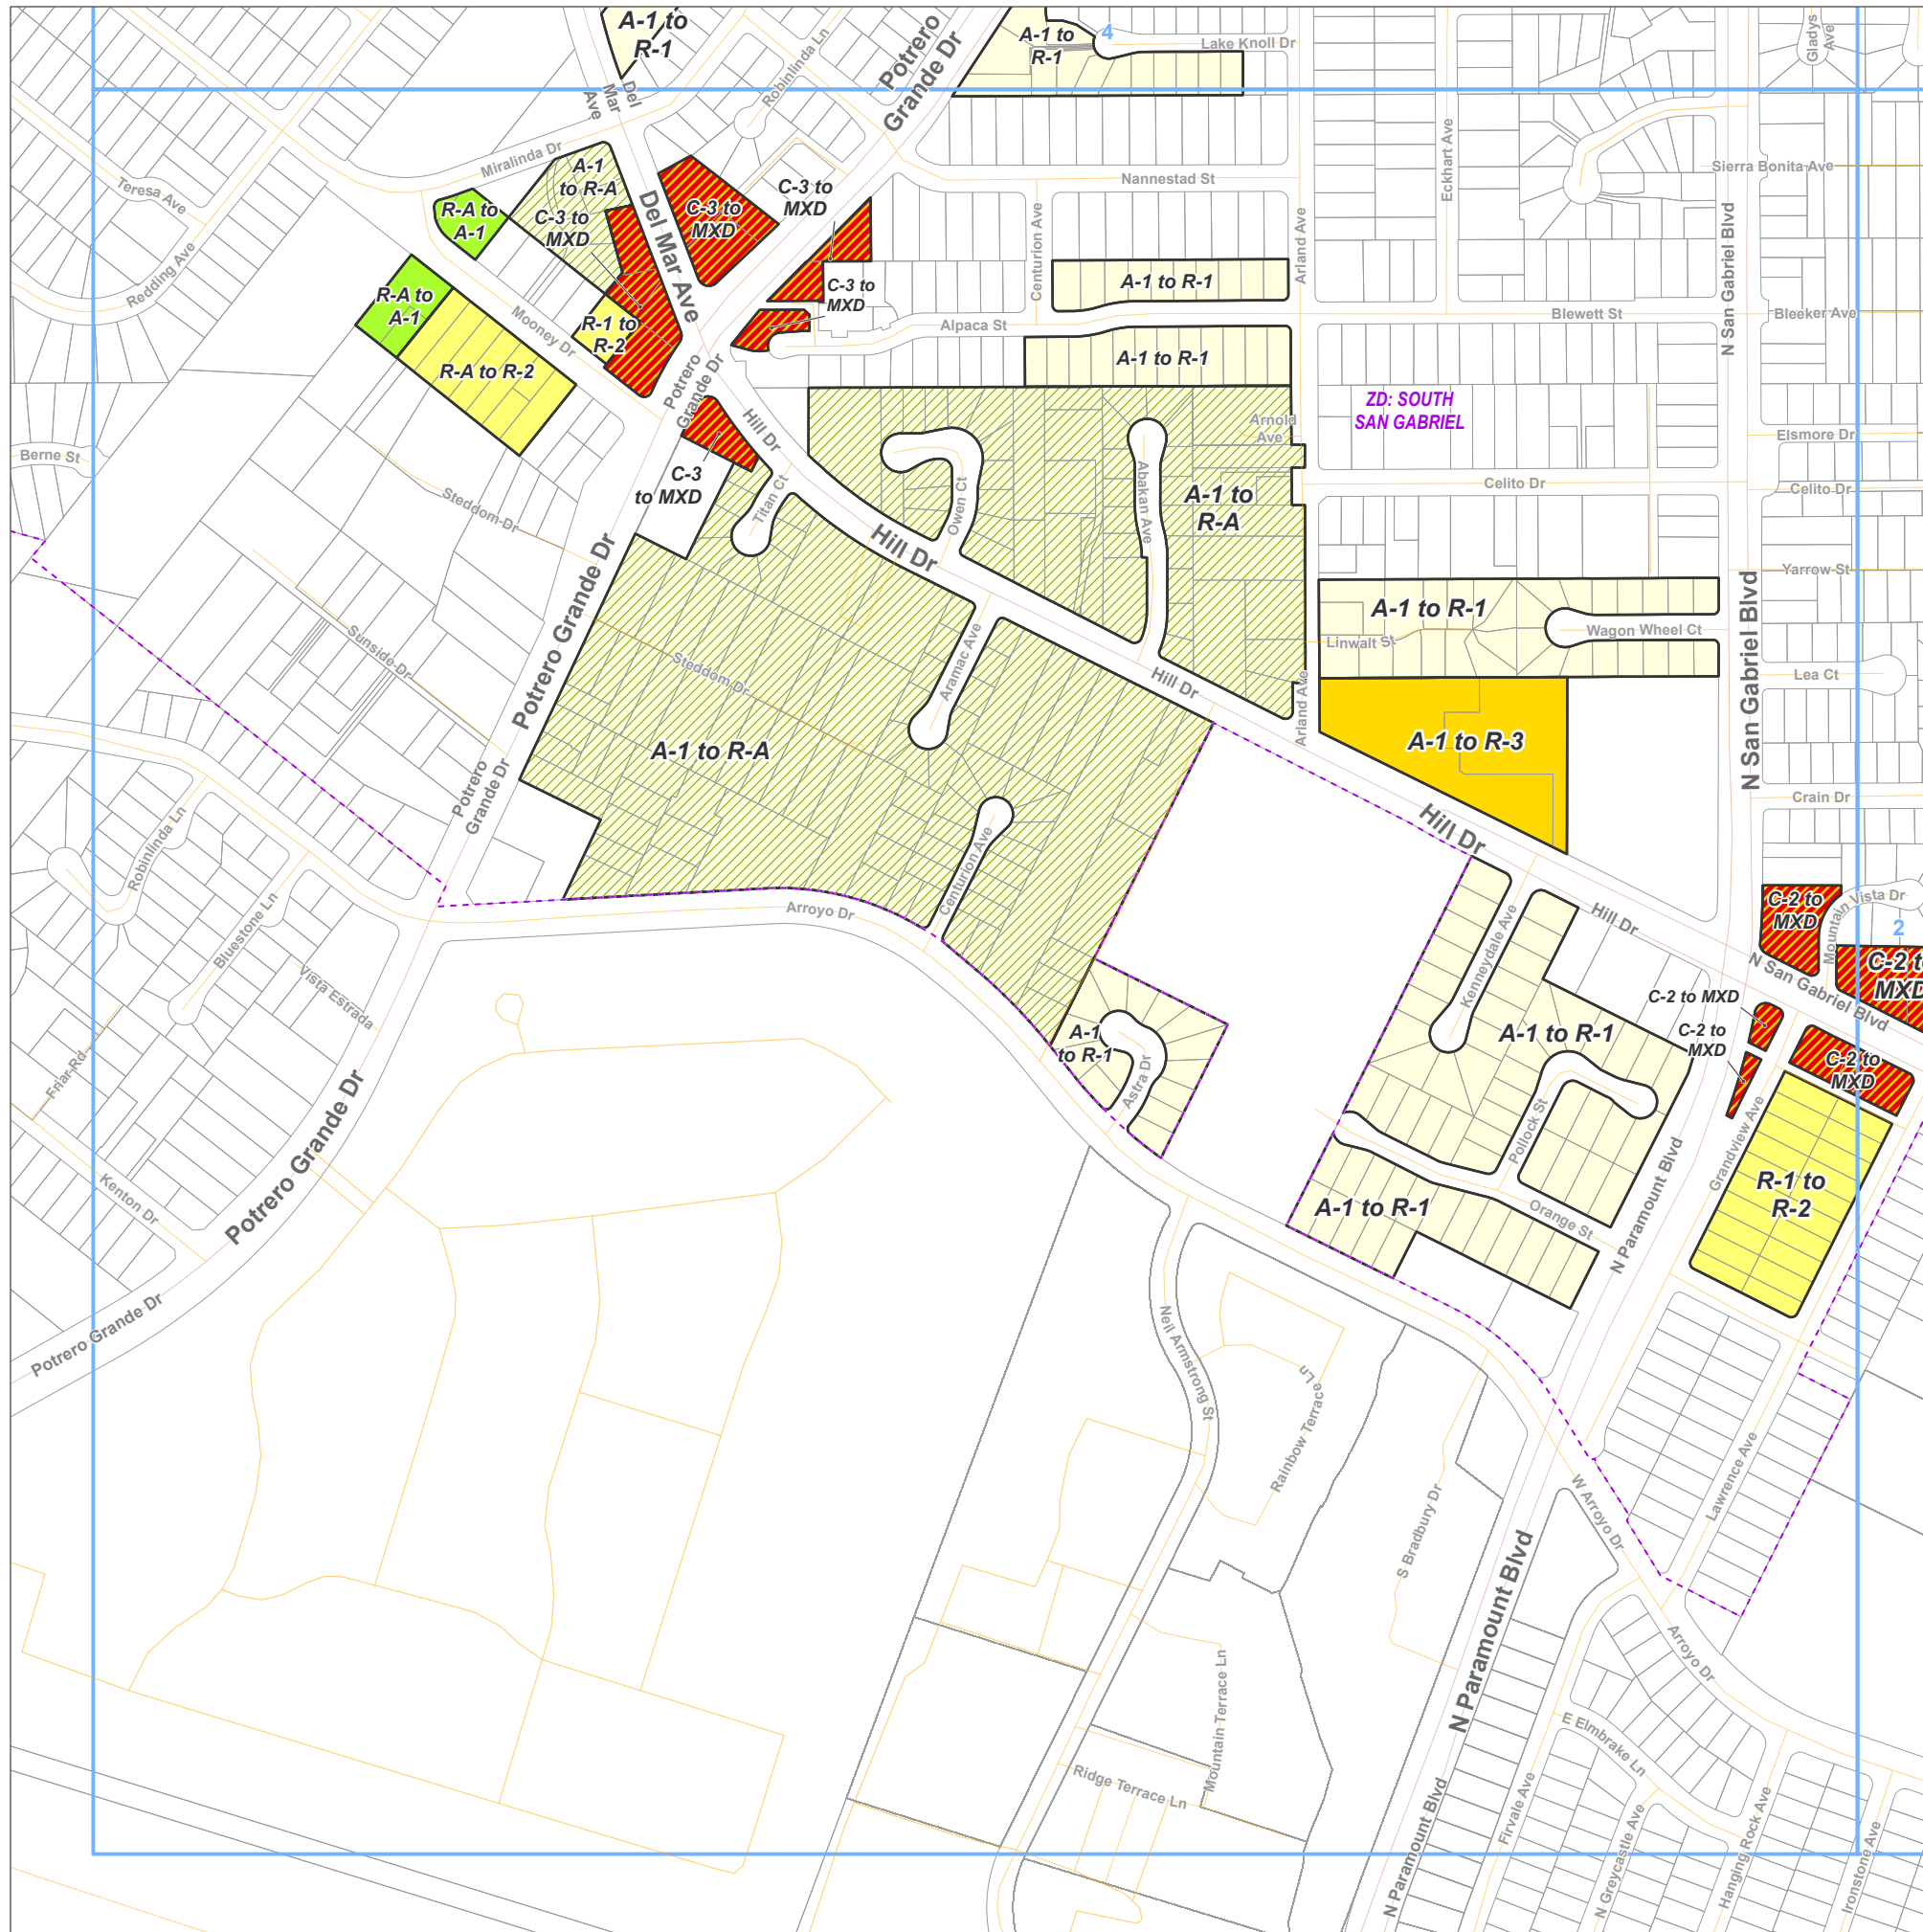 A-1 to
R-1
Potrero
Grande Dr
Robinlinda Ln
Del
Mar
Ave
A-1 to
R-1
4
Lake Knoll Dr
Gladys
Ave
Miralinda Dr
Teresa Ave
Redding Ave
A-1
to R-A
R-A to
A-1
C-3 to
MXD
Del Mar Ave
C-3 to
MXD
C-3 to
MXD
Nannestad St
Eckhart Ave
Sierra Bonita Ave
Centurion Ave
Arland Ave
N San Gabriel Blvd
R-A to
A-1
Mooney Dr
R-1 to
R-2
C-3 to
MXD
A-1 to R-1
Alpaca St
Blewett St
Bleeker Ave
R-A to R-2
Potrero
Grande Dr
A-1 to R-1
ZD: SOUTH
SAN GABRIEL
Hill Dr
Arnold
Ave
Elsmore Dr
Berne St
Steddom Dr
C-3
to MXD
Titan Ct
Owen Ct
Abakan Ave
A-1 to
R-A
Celito Dr
Celito Dr
Hill Dr
Yarrow St
Potrero Grande Dr
Sunside Dr
Steddom Dr
Aramac Ave
Hill Dr
A-1 to R-1
Linwalt St
Wagon Wheel Ct
Lea Ct
N San Gabriel Blvd
Arland Ave
A-1 to R-A
A-1 to R-3
Potrero
Grande Dr
Crain Dr
Hill Dr
Robinlinda Ln
Bluestone Ln
Centurion Ave
Arroyo Dr
Hill Dr
C-2 to
MXD
Mountain Vista Dr
2
Vista Estrada
Kenneydale Ave
N San Gabriel Blvd
C-2 to
MXD
C-2 to MXD
C-2 to
MXD
C-2 to
MXD
A-1
to R-1
Astra Dr
A-1 to R-1
Friar Rd
Pollock St
Grandview Ave
Potrero Grande Dr
Kenton Dr
A-1 to R-1
Orange St
N Paramount Blvd
R-1 to
R-2
Potrero Grande Dr
Neil Armstrong St
Rainbow Terrace Ln
S Bradbury Dr
W Arroyo Dr
Lawrence Ave
N Paramount Blvd
Arroyo Dr
Mountain Terrace Ln
Ridge Terrace Ln
E Elmbrake Ln
N Paramount Blvd
Firvale Ave
N Greycastle Ave
Hanging Rock Ave
Ironstone Ave